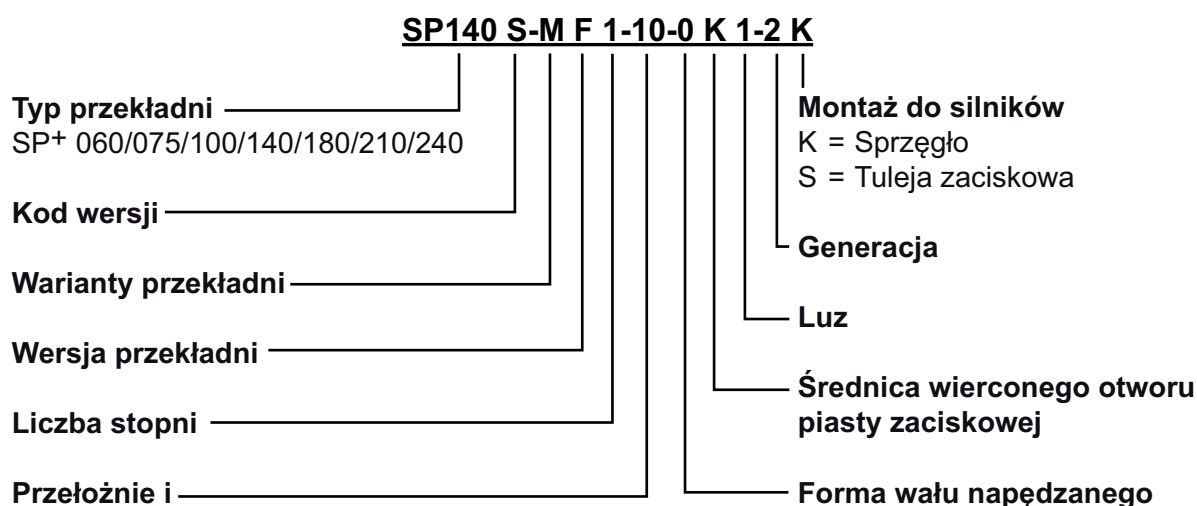 SP140 S-M F 1-10-0 K 1-2 K
Typ przekładni
SP+ 060/075/100/140/180/210/240
Kod wersji
Warianty przekładni
Wersja przekładni
Liczba stopni
Przełożnie i
Montaż do silników
K = Sprzęgło
S = Tuleja zaciskowa
Generacja
Luz
Średnica wierconego otworu
piasty zaciskowej
Forma wału napędzanego